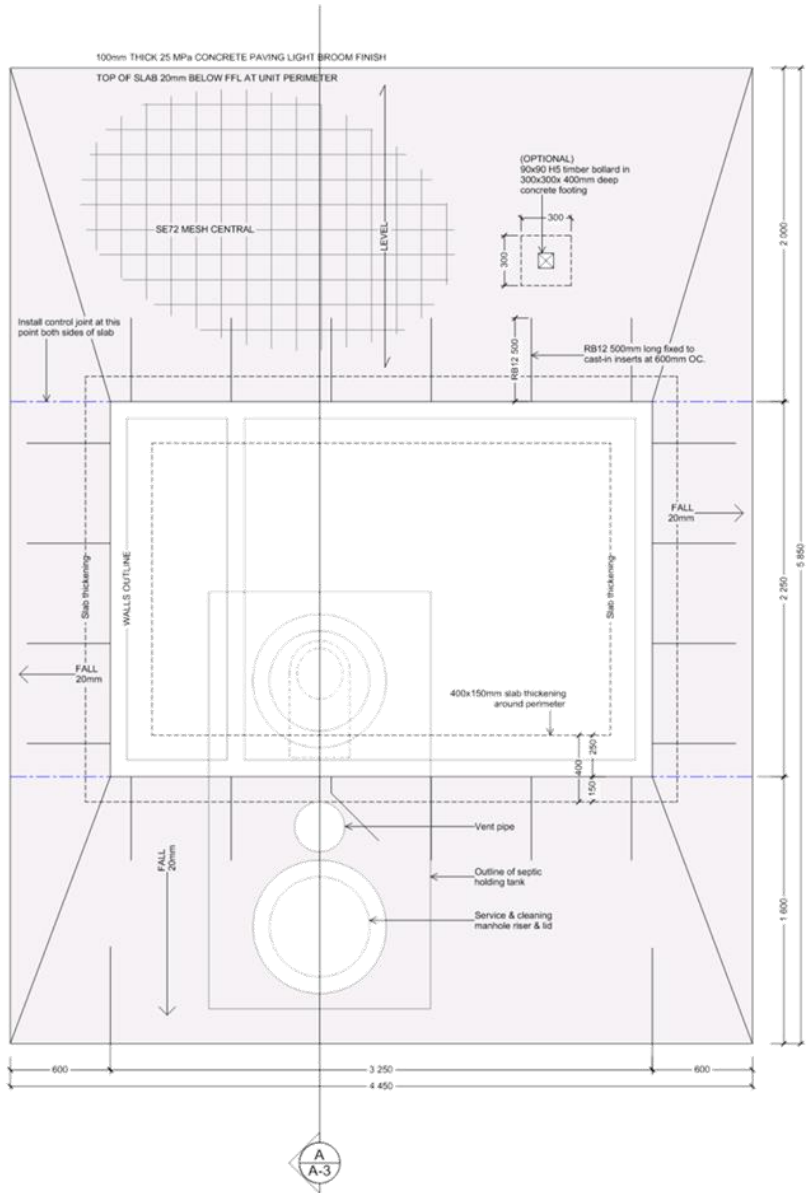 100mm THICK 25 MPa CONCRETE PAVING LIGHT BROOM FINISH
TOP OF SLAB 20mm BELOW FFL AT UNIT PERIMETER
(OPTIONAL)
90x90 H5 timber bollard in
300x300x 400mm deep
concrete footing
300
300
SE72 MESH CENTRAL
LEVEL
2 000
Install control joint at this
point both sides of slab
RB12 500
RB12 500mm long fixed to
cast-in inserts at 600mm OC.
FALL
20mm
Slab thickening
WALLS OUTLINE
Slab thickening
2 250
5 850
FALL
20mm
400x150mm slab thickening
around perimeter
400
250
150
Vent pipe
FALL
20mm
Outline of septic
holding tank
Service & cleaning
manhole riser & lid
1 600
600
3 250
600
4 450
A
A-3